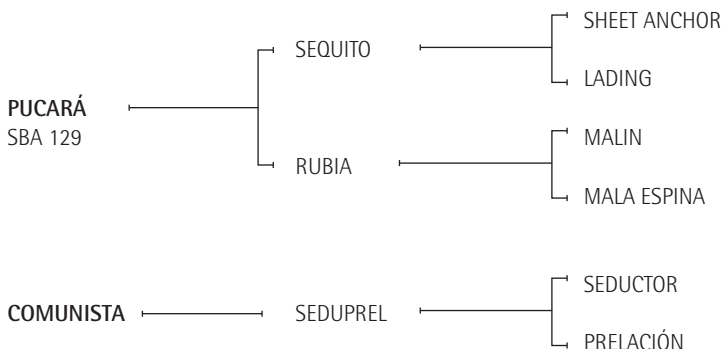 SHEET ANCHOR
SEQUITO
LADING
PUCARÁ
SBA 129
MALIN
RUBIA
MALA ESPINA
SEDUCTOR
COMUNISTA
SEDUPREL
PRELACIÓN